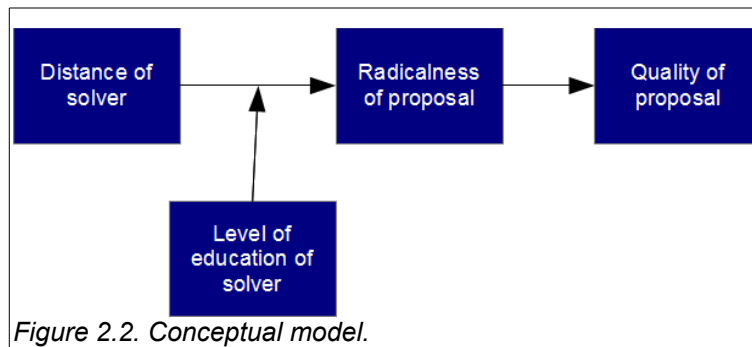 Distance of
solver
Radicalness
of proposal
Quality of
proposal
Level of
education of
solver
Figure 2.2. Conceptual model.